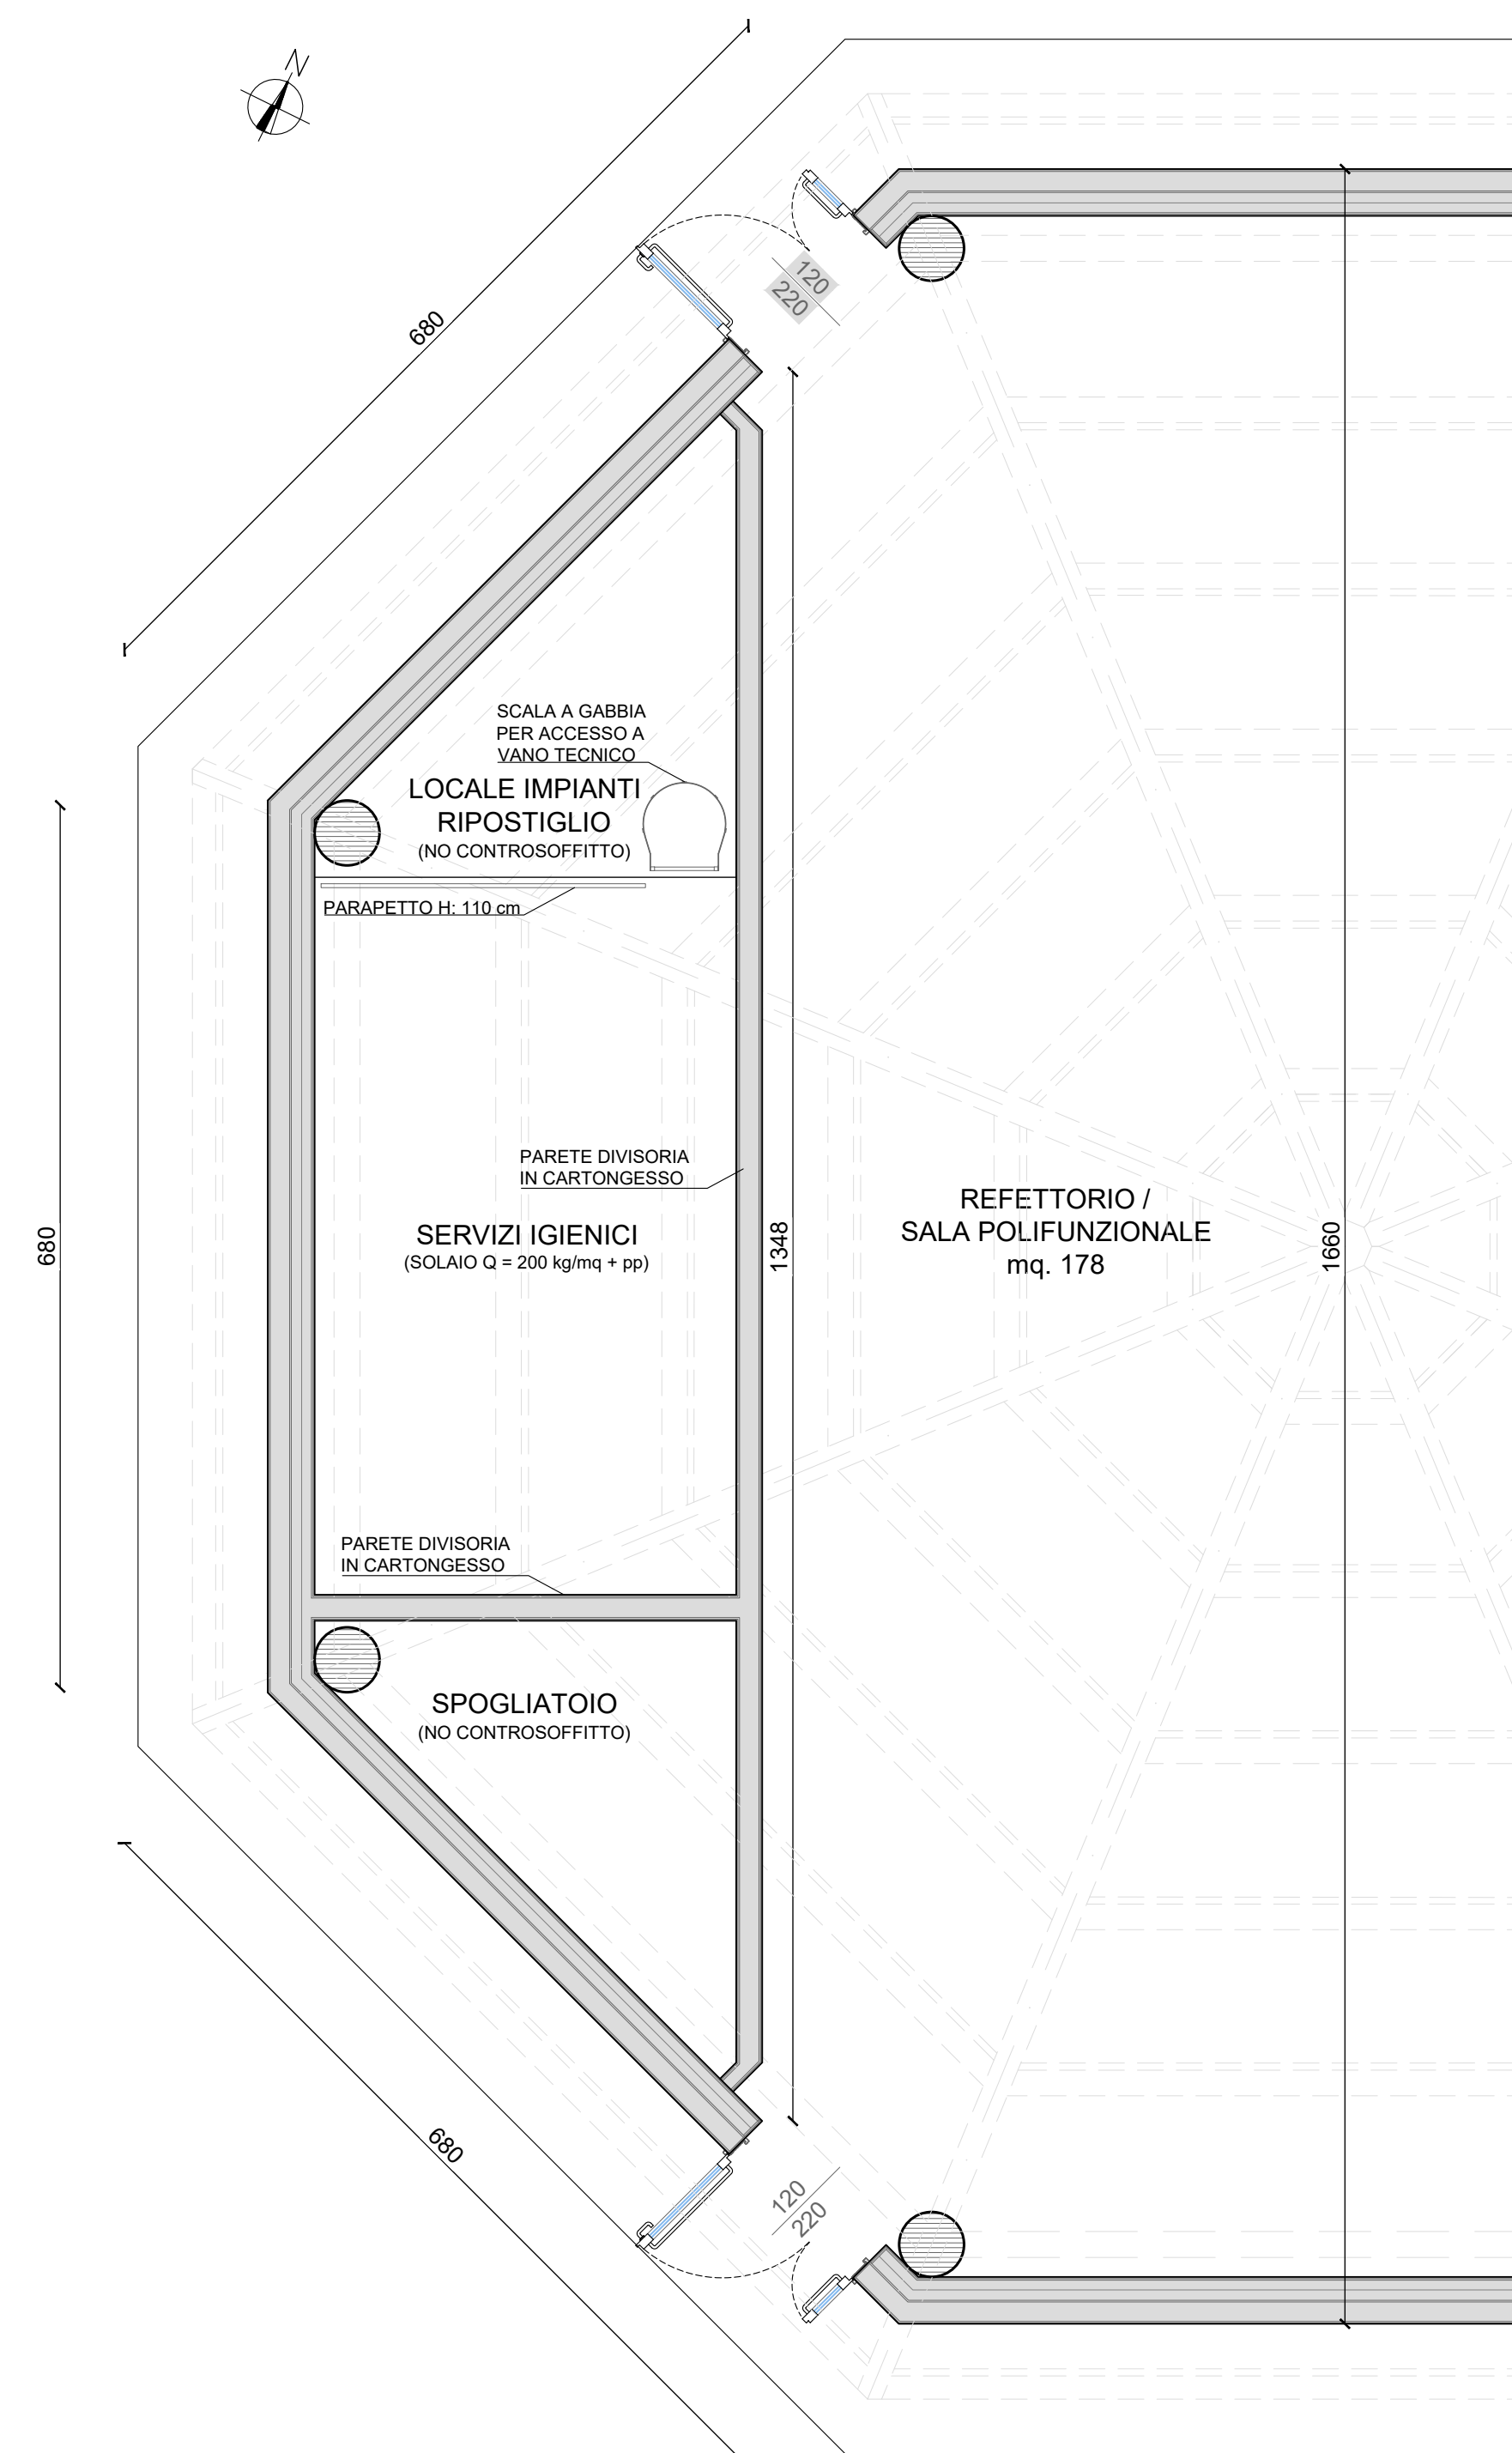 N
680
120
220
SCALA A GABBIA
PER ACCESSO A
VANO TECNICO
LOCALE IMPIANTI
RIPOSTIGLIO
(NO CONTROSOFFITTO)
PARAPETTO H: 110 cm
PARETE DIVISORIA
IN CARTONGESSO
680
SERVIZI IGIENICI
(SOLAIO Q = 200 kg/mq + pp)
1348
REFETTORIO /
SALA POLIFUNZIONALE
mq. 178
1660
PARETE DIVISORIA
IN CARTONGESSO
SPOGLIATOIO
(NO CONTROSOFFITTO)
680
120
220